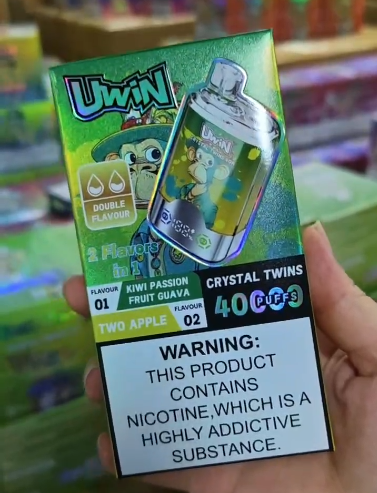 UWiN
UWiN
DOUBLE
FLAVOUR
2 Flavors
in 1
CRYSTAL TWINS
40000 PUFFS
FLAVOUR
01
KIWI PASSION
FRUIT GUAVA
TWO APPLE
FLAVOUR
02
WARNING:
THIS PRODUCT
CONTAINS
NICOTINE,WHICH IS A
HIGHLY ADDICTIVE
SUBSTANCE.